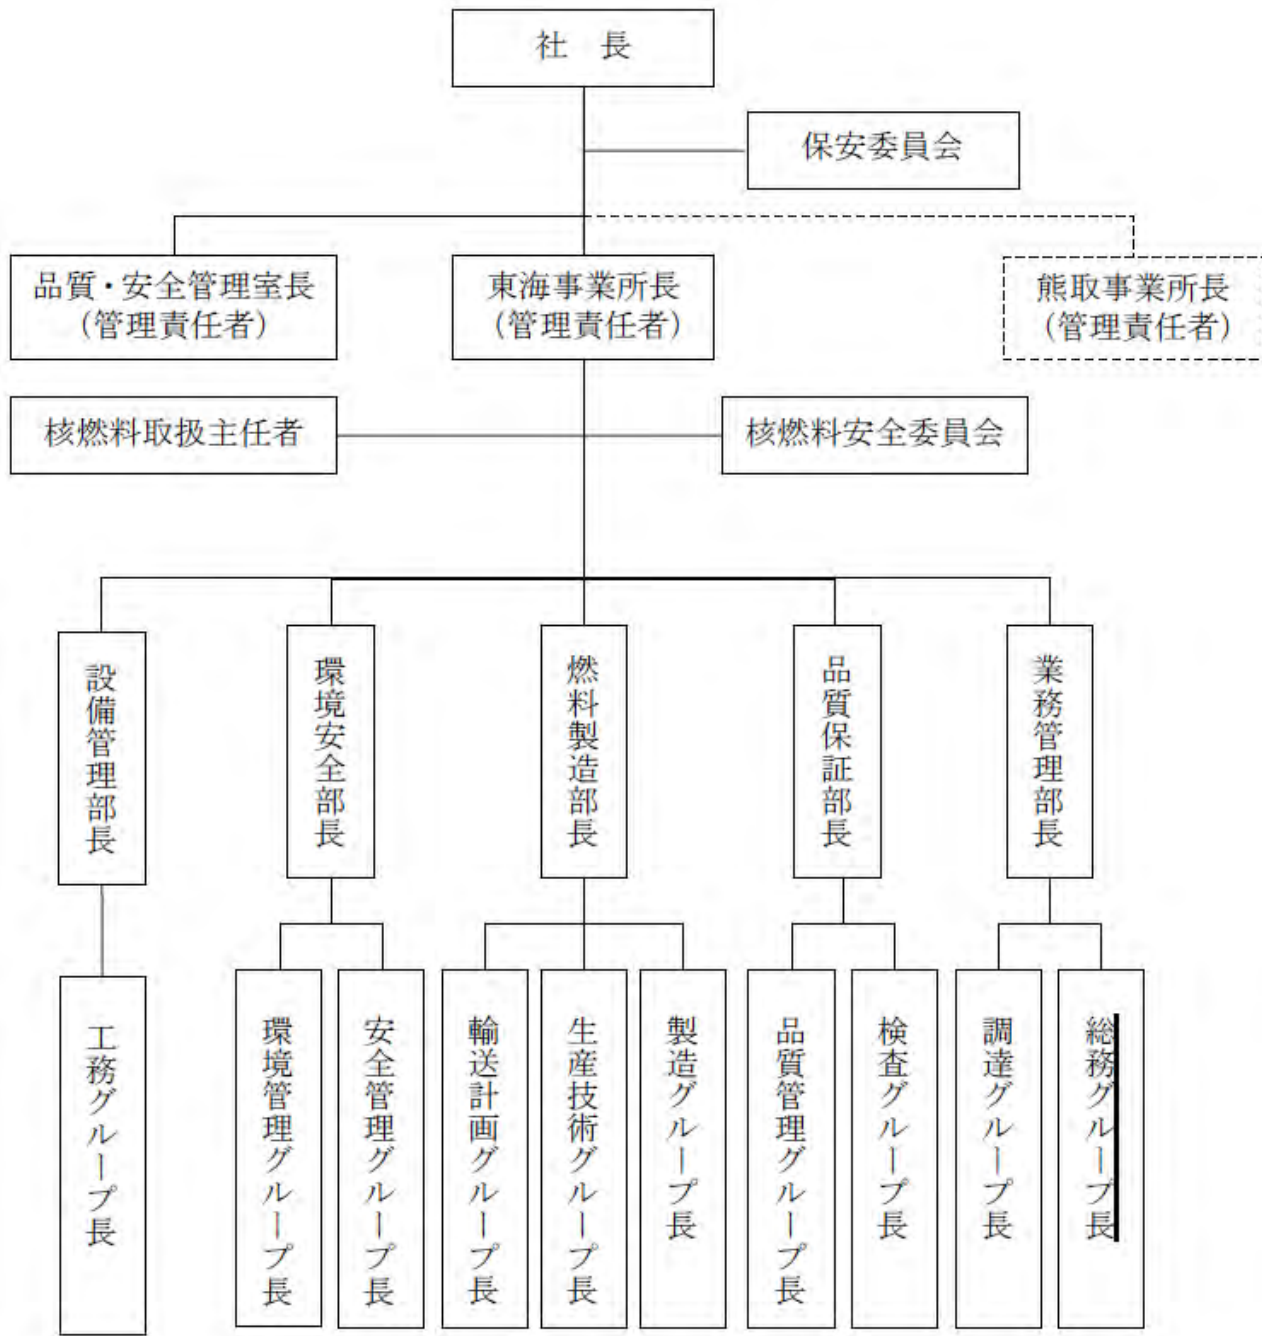 社　長
保安委員会
品質・安全管理室長
（管理責任者）
東海事業所長
（管理責任者）
熊取事業所長
（管理責任者）
核燃料取扱主任者
核燃料安全委員会
設備管理部長
環境安全部長
燃料製造部長
品質保証部長
業務管理部長
工務グループ長
環境管理グループ長
安全管理グループ長
輸送計画グループ長
生産技術グループ長
製造グループ長
品質管理グループ長
検査グループ長
調達グループ長
総務グループ長